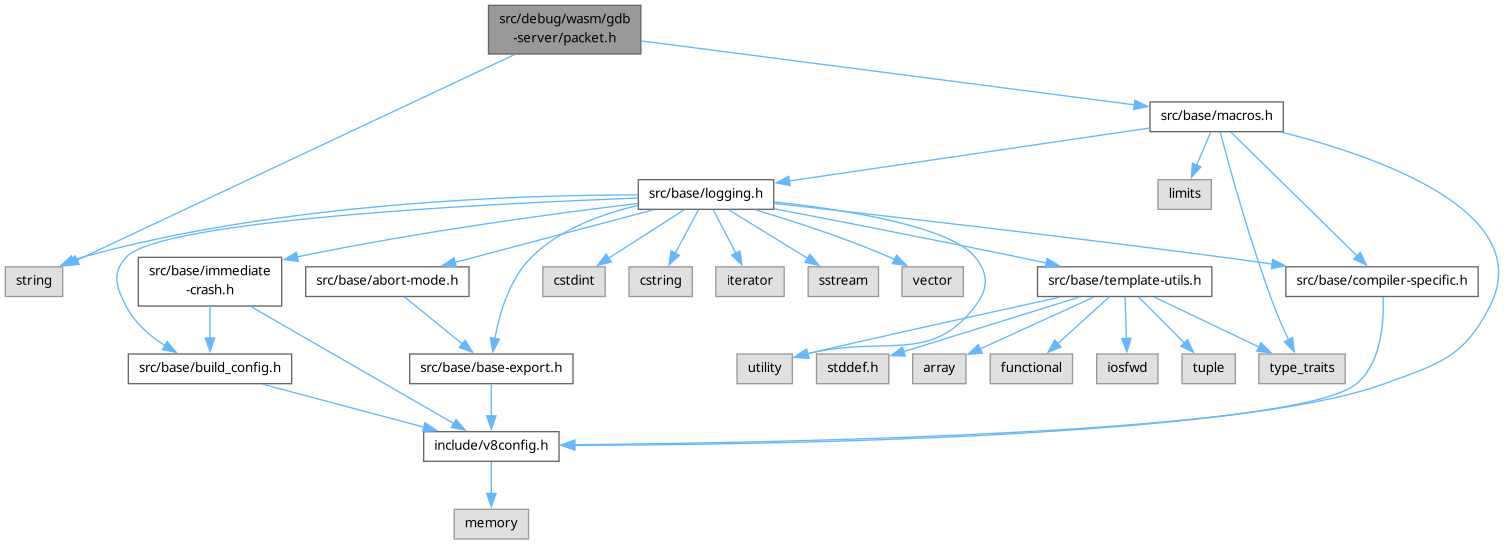 src/debug/wasm/gdb
-server/packet.h
src/base/macros.h
src/base/logging.h
limits
string
src/base/immediate
-crash.h
src/base/abort-mode.h
cstdint
cstring
iterator
sstream
vector
src/base/template-utils.h
src/base/compiler-specific.h
src/base/build_config.h
src/base/base-export.h
utility
stddef.h
array
functional
iosfwd
tuple
type_traits
include/v8config.h
memory